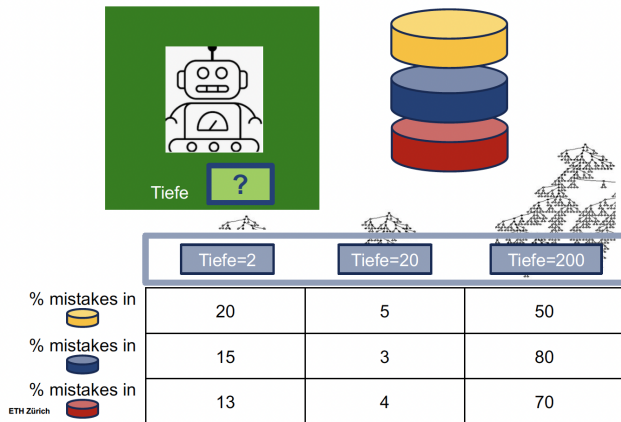 Tiefe ?
Tiefe=2 Tiefe=20 Tiefe=200
% mistakes in 20 5 50
% mistakes in 15 3 80
% mistakes in 13 4 70
ETH Zürich